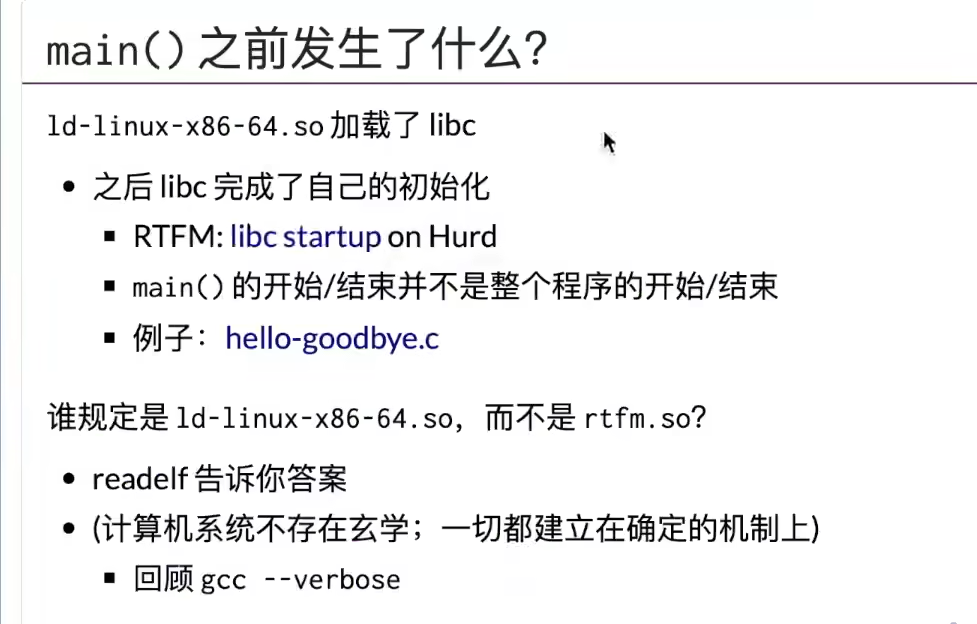 main() 之前发生了什么?
ld-linux-x86-64.so 加载了 libc
• 之后 libc 完成了自己的初始化
▪ RTFM: libc startup on Hurd
▪ main() 的开始/结束并不是整个程序的开始/结束
▪ 例子：hello-goodbye.c
谁规定是 ld-linux-x86-64.so，而不是 rtfm.so?
• readelf 告诉你答案
• (计算机系统不存在玄学；一切都建立在确定的机制上)
▪ 回顾 gcc --verbose